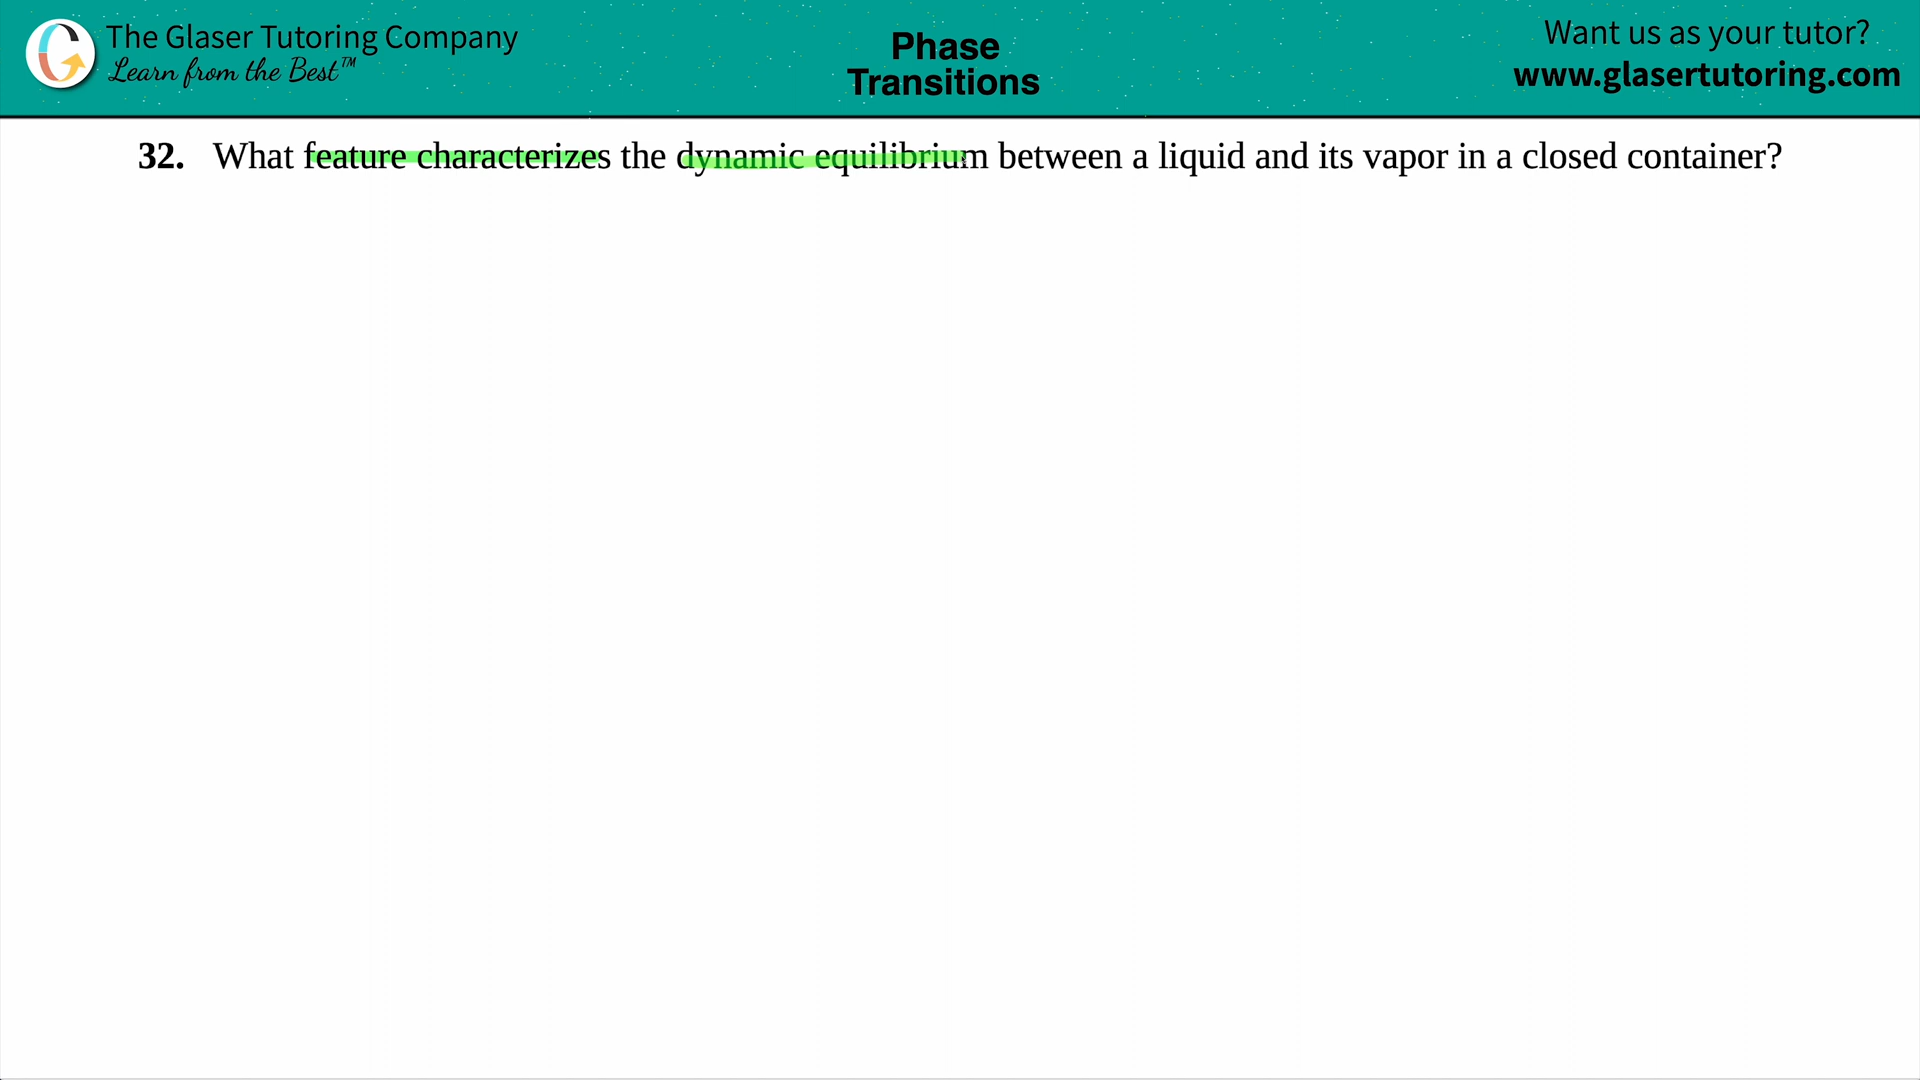 The Glaser Tutoring Company
Learn from the Best™
Phase
Transitions
Want us as your tutor?
www.glasertutoring.com
32. What feature characterizes the dynamic equilibrium between a liquid and its vapor in a closed container?